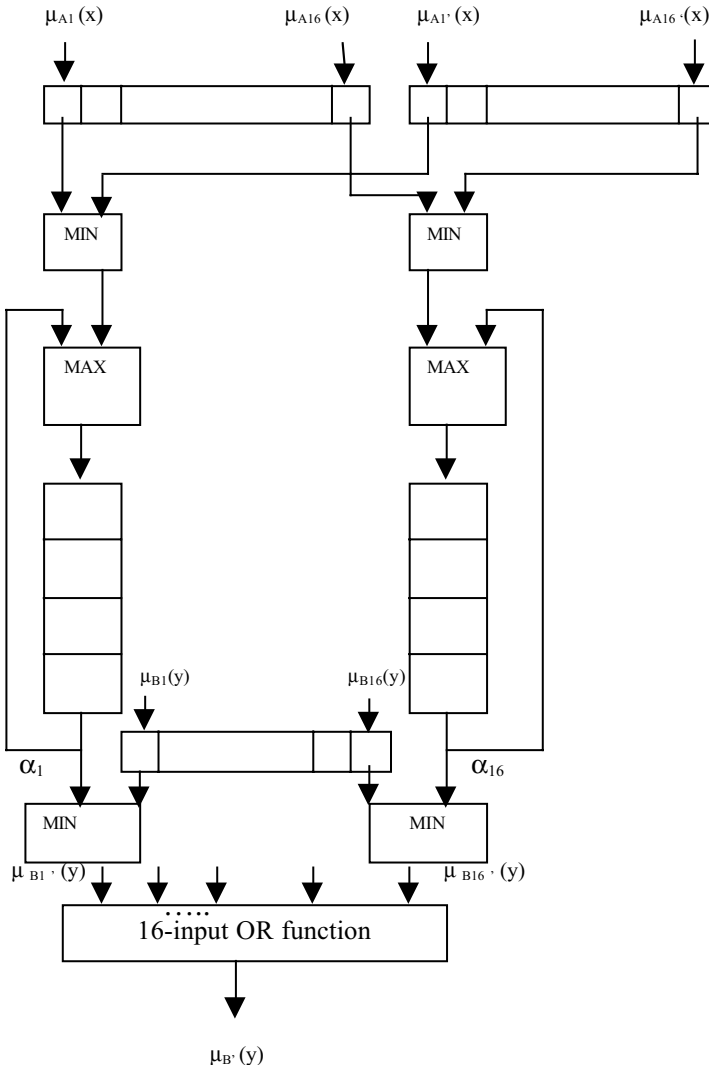 μA1 (x) μA16 (x) μA1’ (x) μA16 ‘(x)
MIN MIN
MAX MAX
μB1(y) μB16(y)
α1 α16
MIN MIN
μ B1 ’ (y) μ B16 ’ (y)
.....
16-input OR function
μB’ (y)